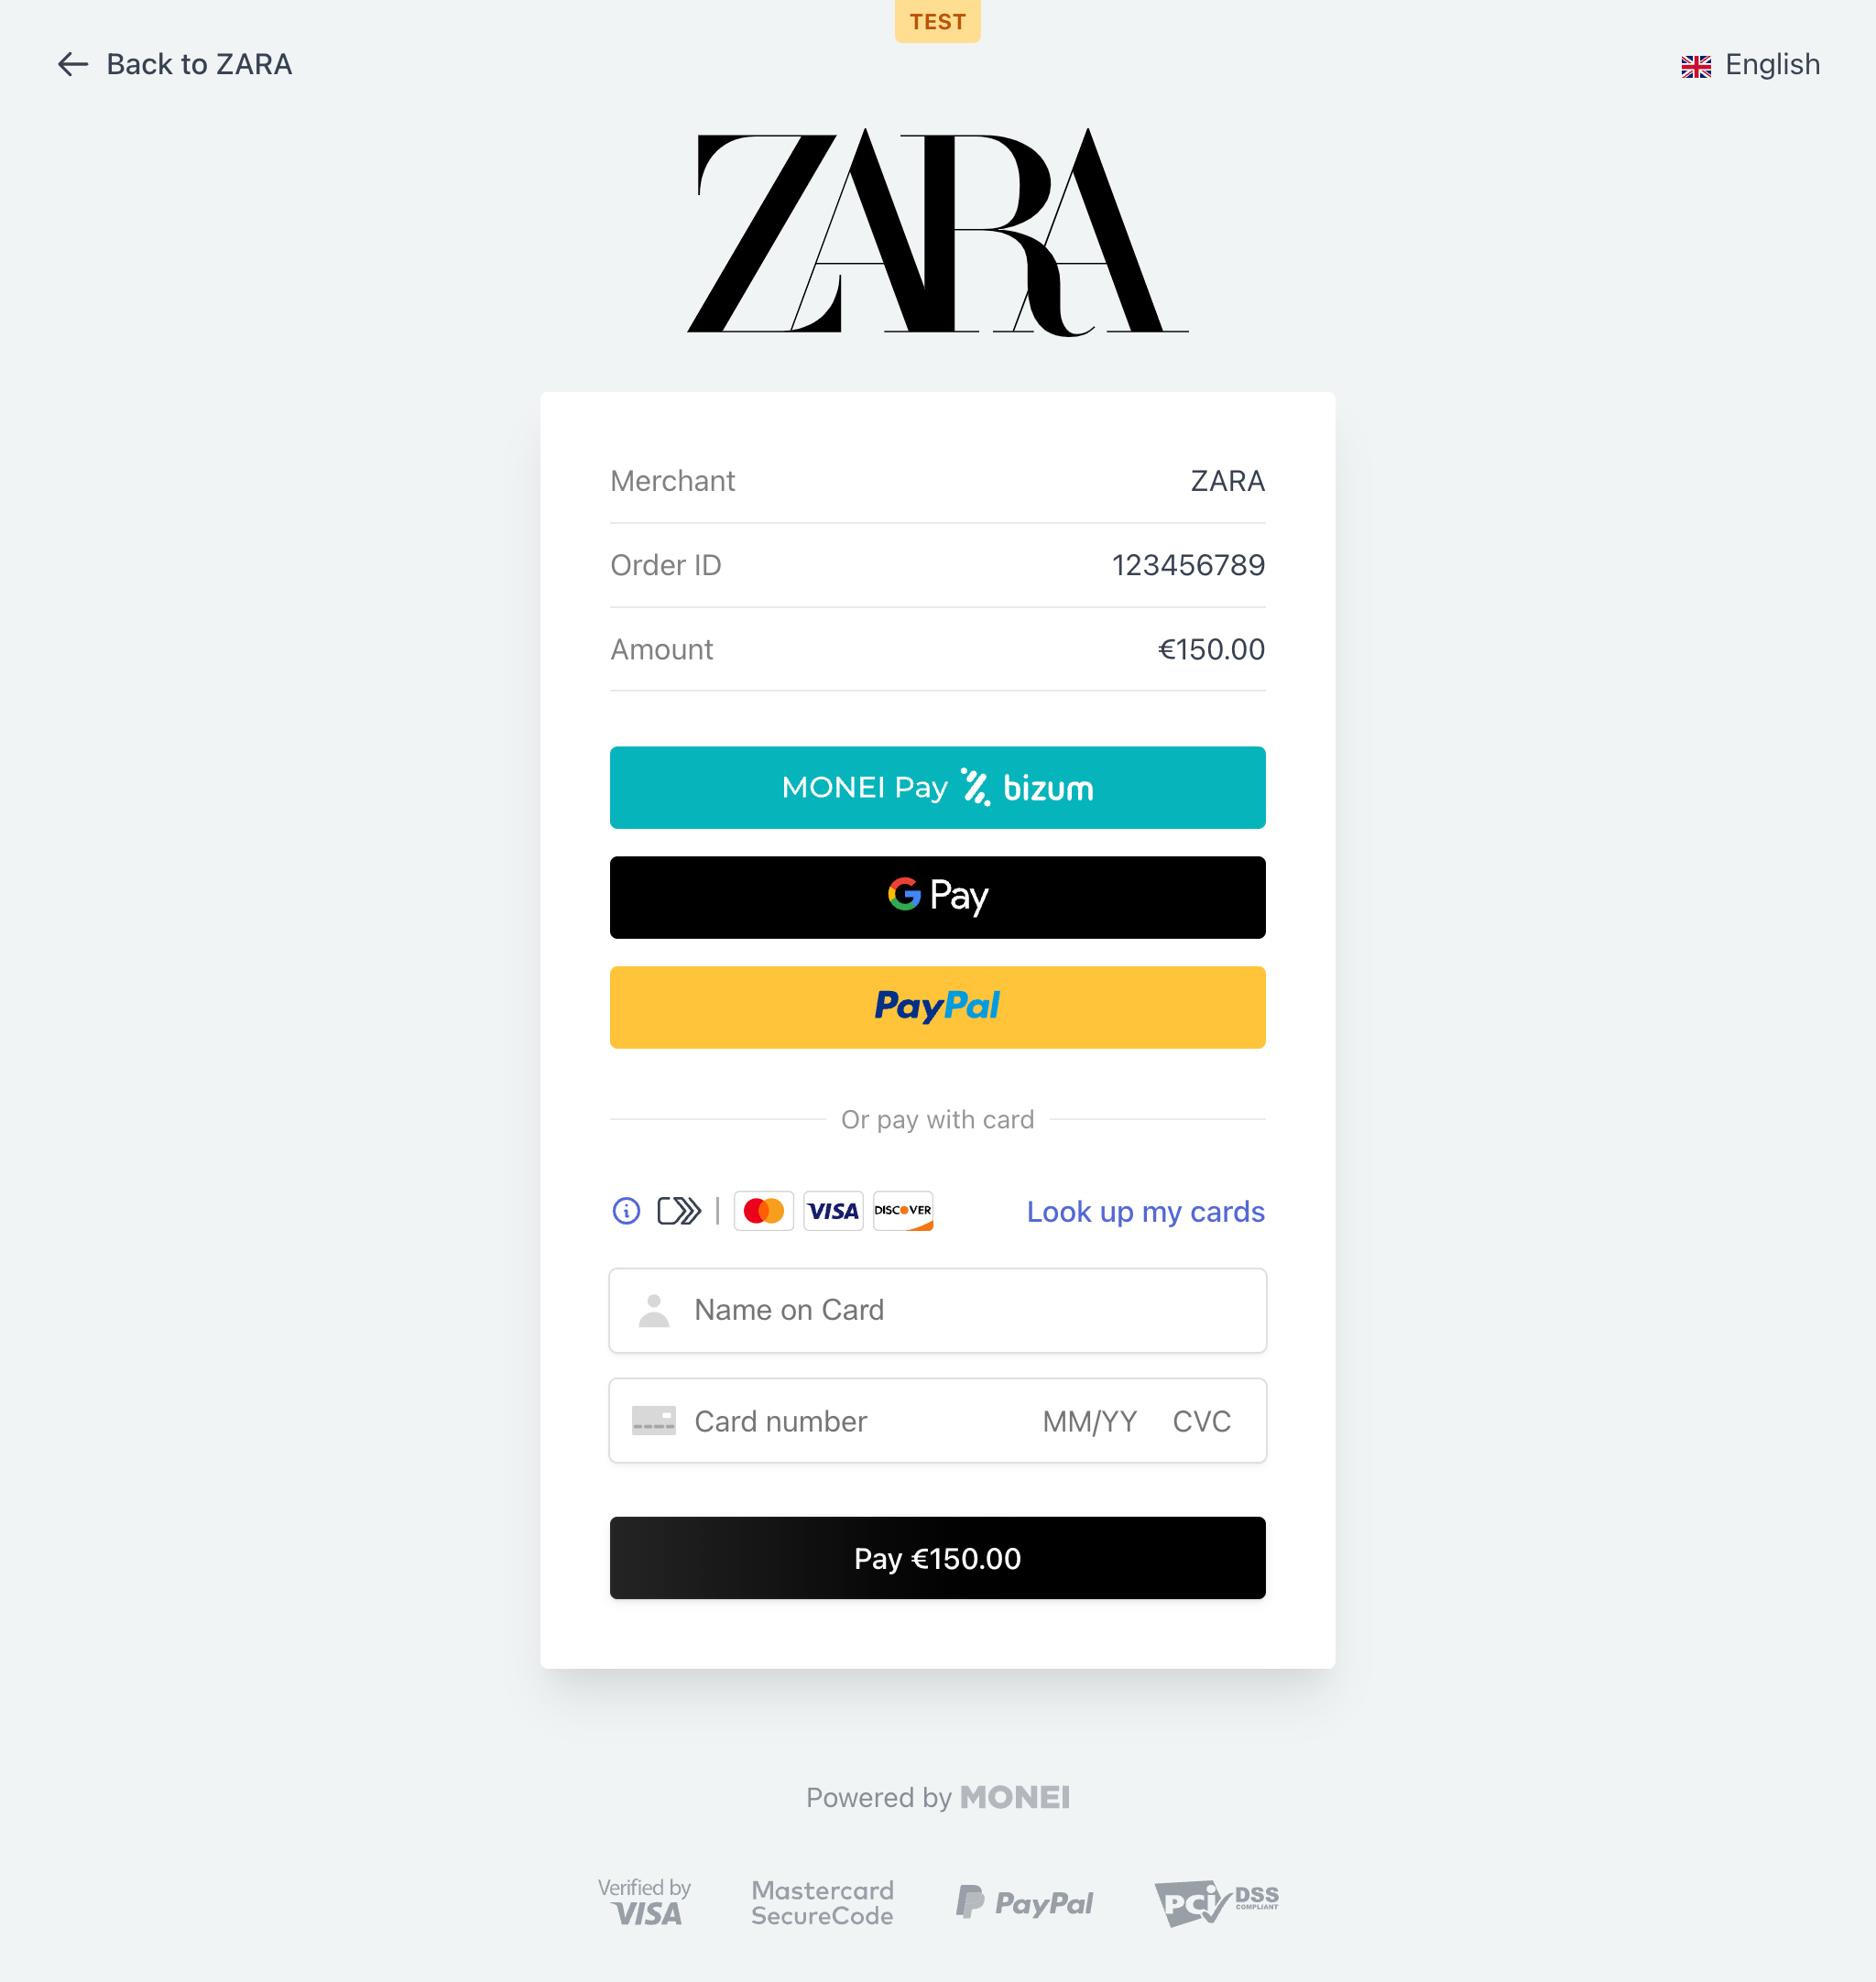 TEST
Back to ZARA
English
ZARA
Merchant ZARA
Order ID 123456789
Amount €150.00
MONEI Pay bizum
G Pay
PayPal
Or pay with card
VISA DISCOVER Look up my cards
Name on Card
Card number MM/YY CVC
Pay €150.00
Powered by MONEI
Verified by
VISA
Mastercard
SecureCode
PayPal
PCI DSS
COMPLIANT